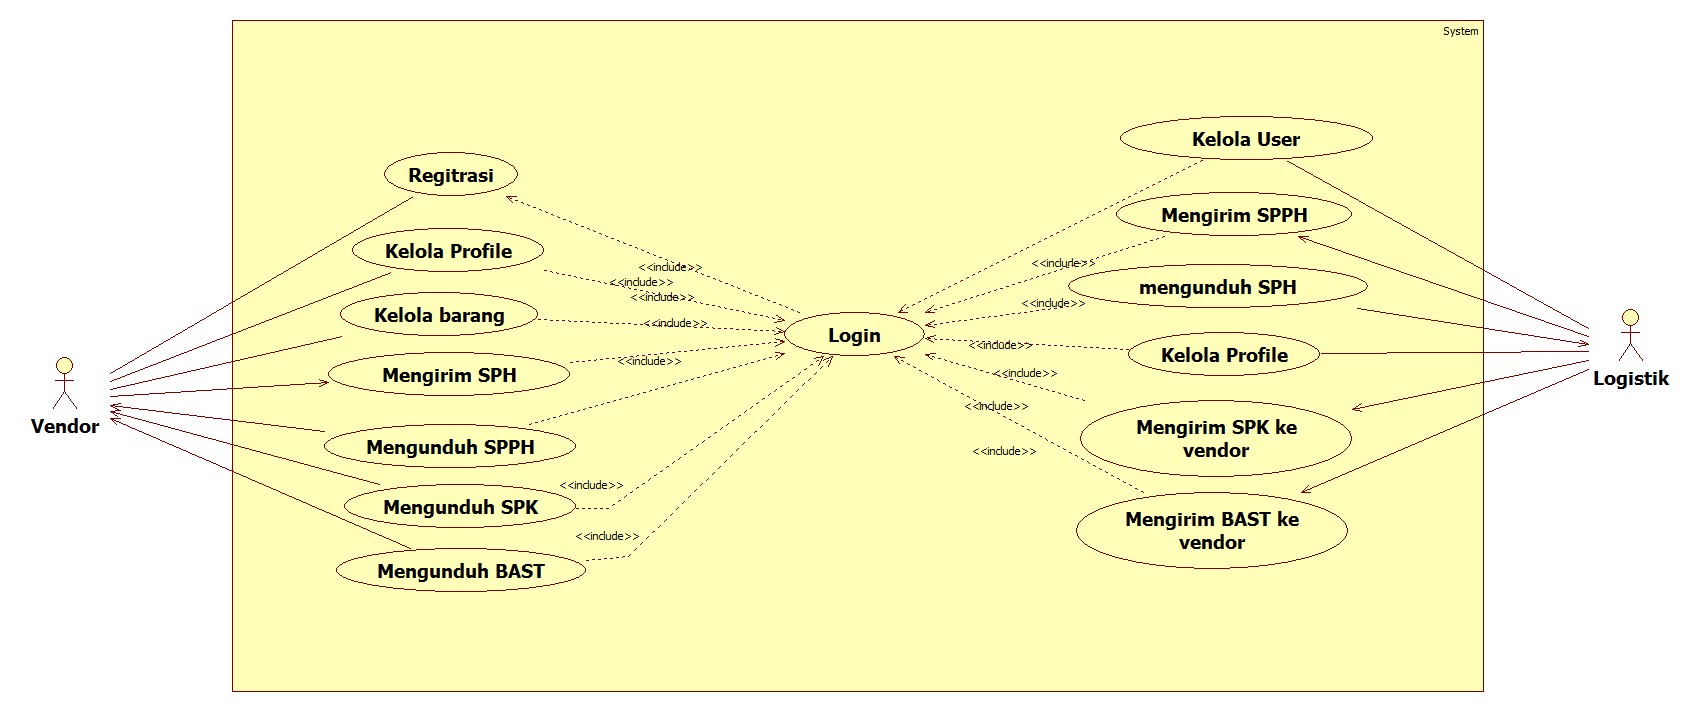 System
Kelola User
Regitrasi
Mengirim SPPH
Kelola Profile
<<include>>
<<include>>
<<include>>
<<include>>
mengunduh SPH
<<include>>
<<include>>
Kelola barang
Login
Kelola Profile
<<include>>
<<include>>
Mengirim SPH
<<include>>
Logistik
<<include>>
Vendor
Mengirim SPK ke
vendor
Mengunduh SPPH
<<include>>
<<include>>
Mengunduh SPK
Mengirim BAST ke
vendor
<<include>>
Mengunduh BAST